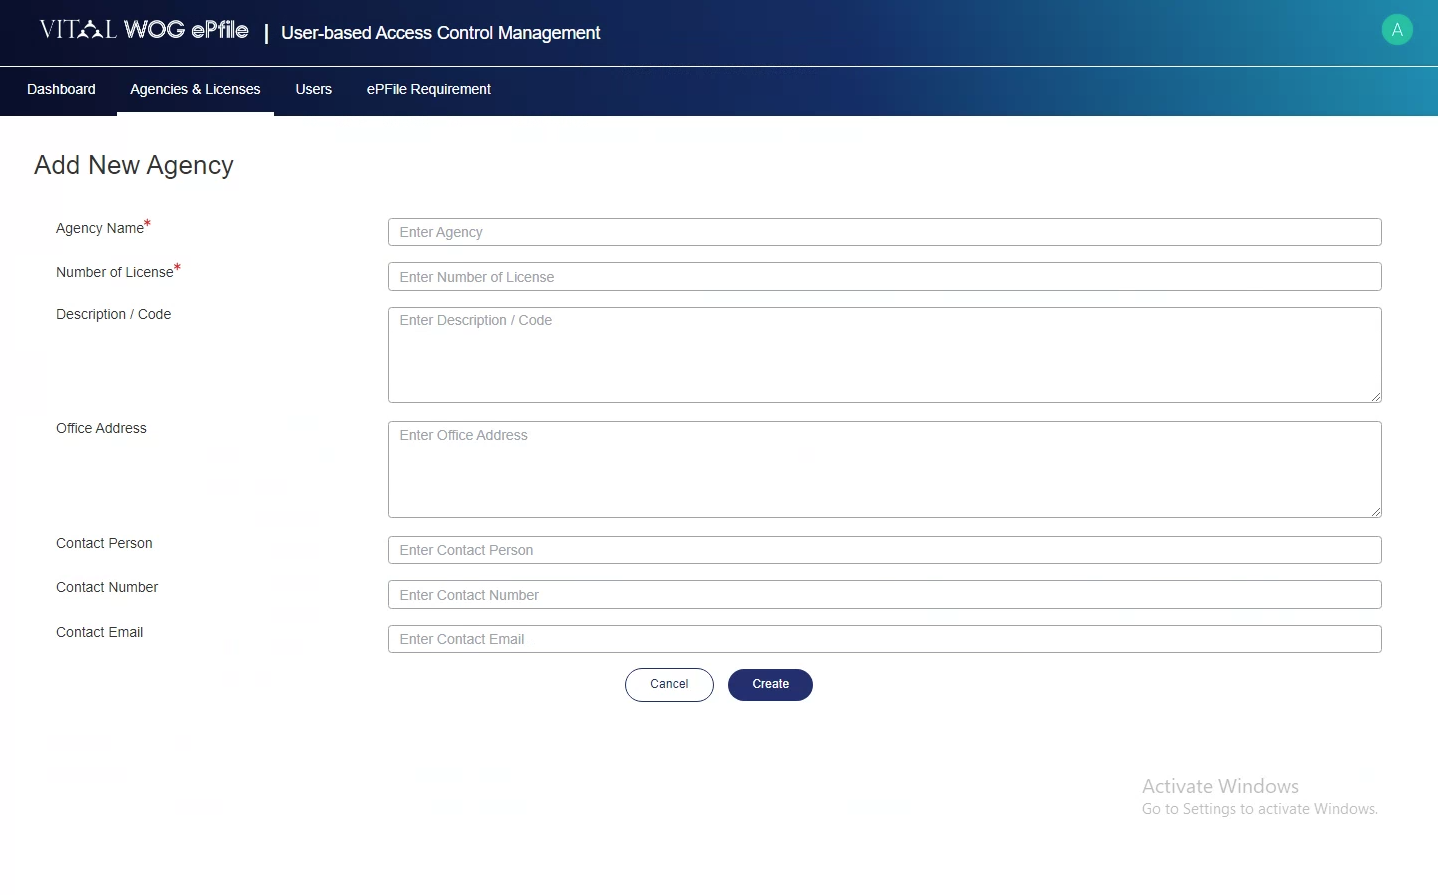 VITAL WOG ePfile | User-based Access Control Management
A
Dashboard Agencies & Licenses Users ePFile Requirement
Add New Agency
Agency Name* Enter Agency
Number of License* Enter Number of License
Description / Code Enter Description / Code
Office Address Enter Office Address
Contact Person Enter Contact Person
Contact Number Enter Contact Number
Contact Email Enter Contact Email
Cancel Create
Activate Windows
Go to Settings to activate Windows.